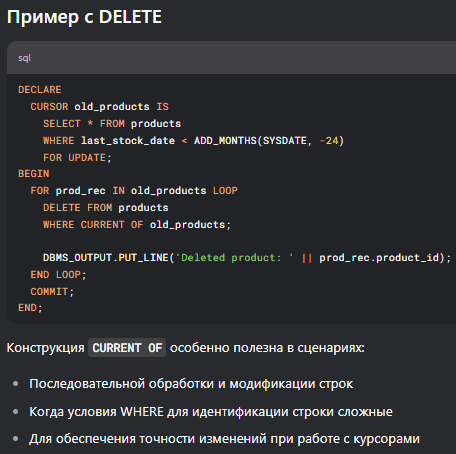 Пример с DELETE
sql
DECLARE
CURSOR old_products IS
SELECT * FROM products
WHERE last_stock_date < ADD_MONTHS(SYSDATE, -24)
FOR UPDATE;
BEGIN
FOR prod_rec IN old_products LOOP
DELETE FROM products
WHERE CURRENT OF old_products;
DBMS_OUTPUT.PUT_LINE('Deleted product: ' || prod_rec.product_id);
END LOOP;
COMMIT;
END;
Конструкция CURRENT OF особенно полезна в сценариях:
• Последовательной обработки и модификации строк
• Когда условия WHERE для идентификации строки сложные
• Для обеспечения точности изменений при работе с курсорами